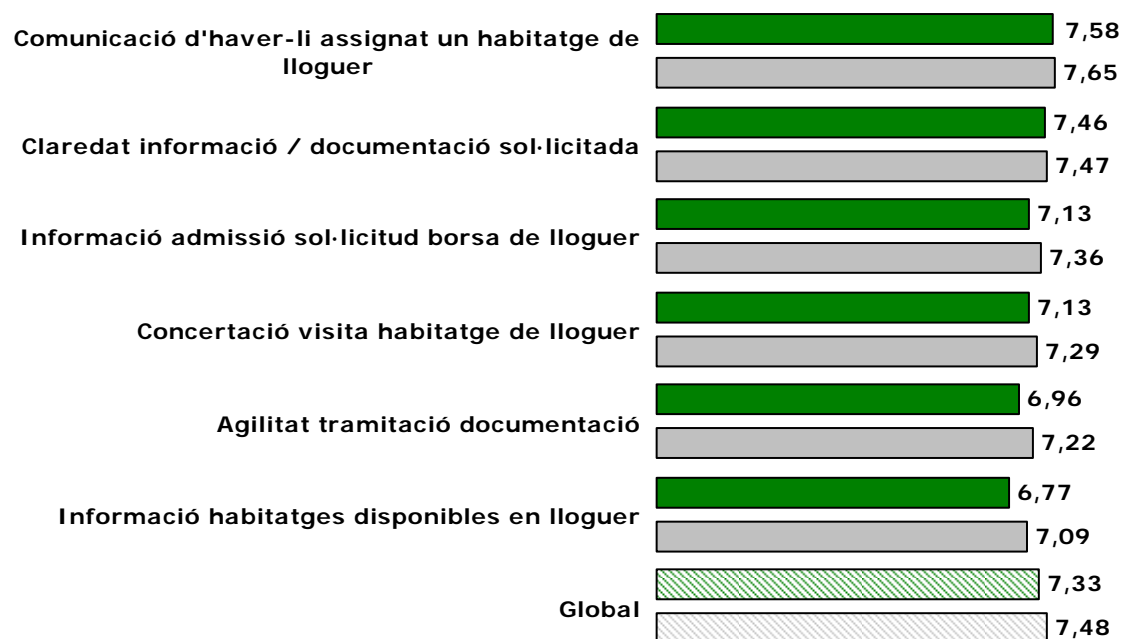 Comunicació d'haver-li assignat un habitatge de
lloguer
7,58
7,65
Claredat informació / documentació sol·licitada
7,46
7,47
Informació admissió sol·licitud borsa de lloguer
7,13
7,36
Concertació visita habitatge de lloguer
7,13
7,29
Agilitat tramitació documentació
6,96
7,22
Informació habitatges disponibles en lloguer
6,77
7,09
Global
7,33
7,48